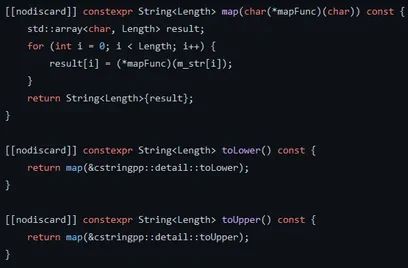 [[nodiscard]] constexpr String<Length> map(char(*mapFunc)(char)) const {
    std::array<char, Length> result;
    for (int i = 0; i < Length; i++) {
        result[i] = (*mapFunc)(m_str[i]);
    }
    return String<Length>{result};
}

[[nodiscard]] constexpr String<Length> toLower() const {
    return map(&cstringpp::detail::toLower);
}

[[nodiscard]] constexpr String<Length> toUpper() const {
    return map(&cstringpp::detail::toUpper);
}